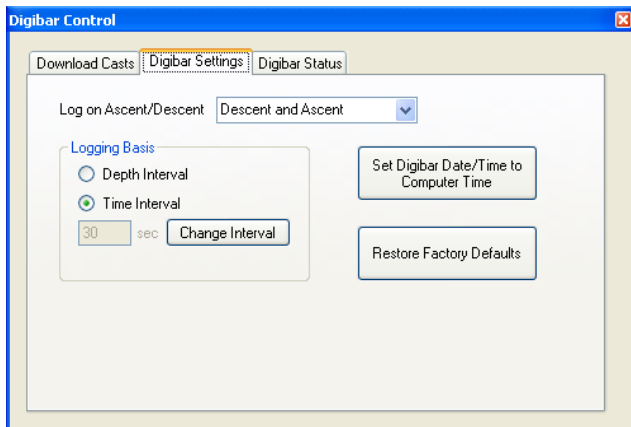 Digibar Control
Download Casts
Digibar Settings
Digibar Status
Log on Ascent/Descent
Descent and Ascent
Logging Basis
Depth Interval
Time Interval
30
sec
Change Interval
Set Digibar Date/Time to
Computer Time
Restore Factory Defaults